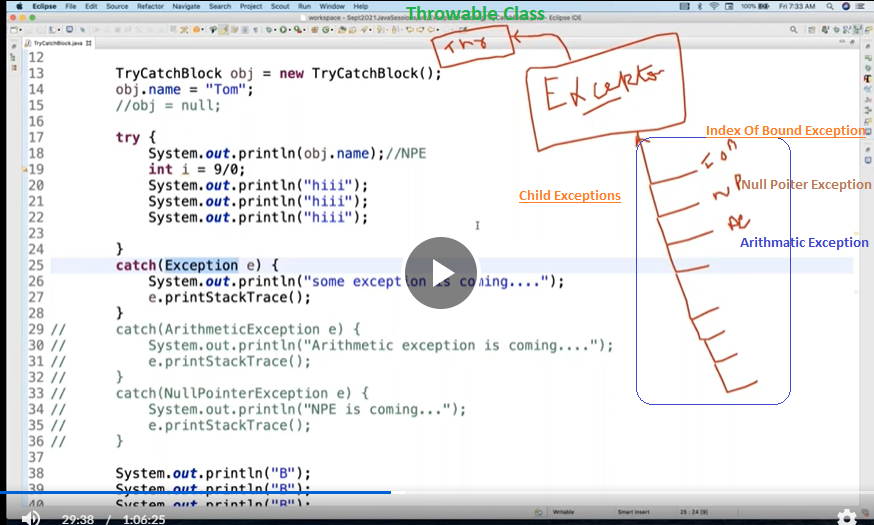 Throwable Class
Eclipse File Edit Source Refactor Navigate Search Project Scout Run Window Help 100% Fri 7:33 AM
TryCatchBlock.java
12
13 TryCatchBlock obj = new TryCatchBlock();
14 obj.name = "Tom";
15 //obj = null;
16
17 try {
18 System.out.println(obj.name);//NPE
19 int i = 9/0;
20 System.out.println("hiii");
21 System.out.println("hiii");
22 System.out.println("hiii");
23
24 }
25 catch(Exception e) {
26 System.out.println("some exception is coming....");
27 e.printStackTrace();
28 }
29 // catch(ArithmeticException e) {
30 // System.out.println("Arithmetic exception is coming....");
31 // e.printStackTrace();
32 // }
33 // catch(NullPointerException e) {
34 // System.out.println("NPE is coming...");
35 // e.printStackTrace();
36 // }
37
38 System.out.println("B");
39 System.out.println("B");
40 System.out.println("B");
Thr
Exception
Index Of Bound Exception
IOB
NP
Null Poiter Exception
Child Exceptions
AE
Arithmatic Exception
Writable Smart Insert 25 : 24 [9]
29:38 / 1:06:25